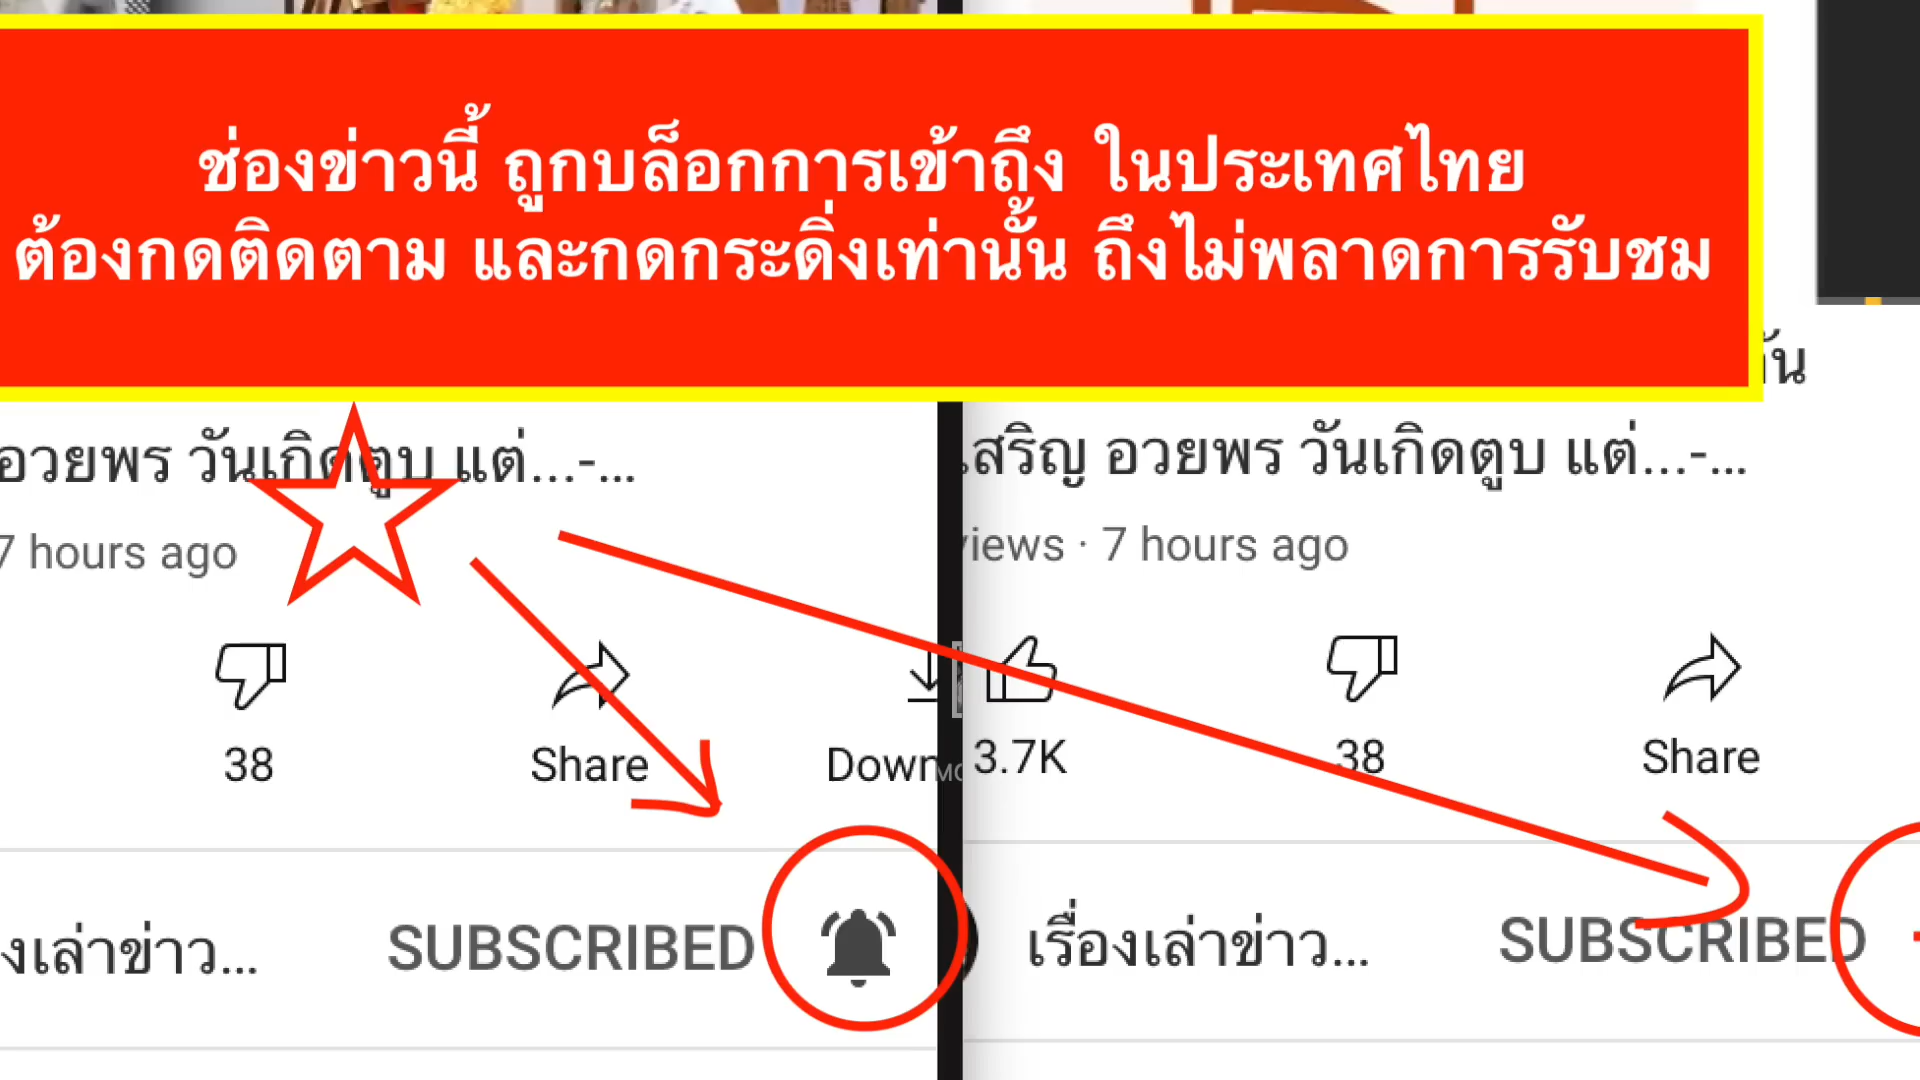 ช่องข่าวนี้ ถูกบล็อกการเข้าถึง ในประเทศไทย
ต้องกดติดตาม และกดกระดิ่งเท่านั้น ถึงไม่พลาดการรับชม
อวยพร วันเกิดตูบ แต่...-...
7 hours ago
38
Share
Down
งเล่าข่าว...
SUBSCRIBED
สริญ อวยพร วันเกิดตูบ แต่...-...
views · 7 hours ago
3.7K
38
Share
เรื่องเล่าข่าว...
SUBSCRIBED